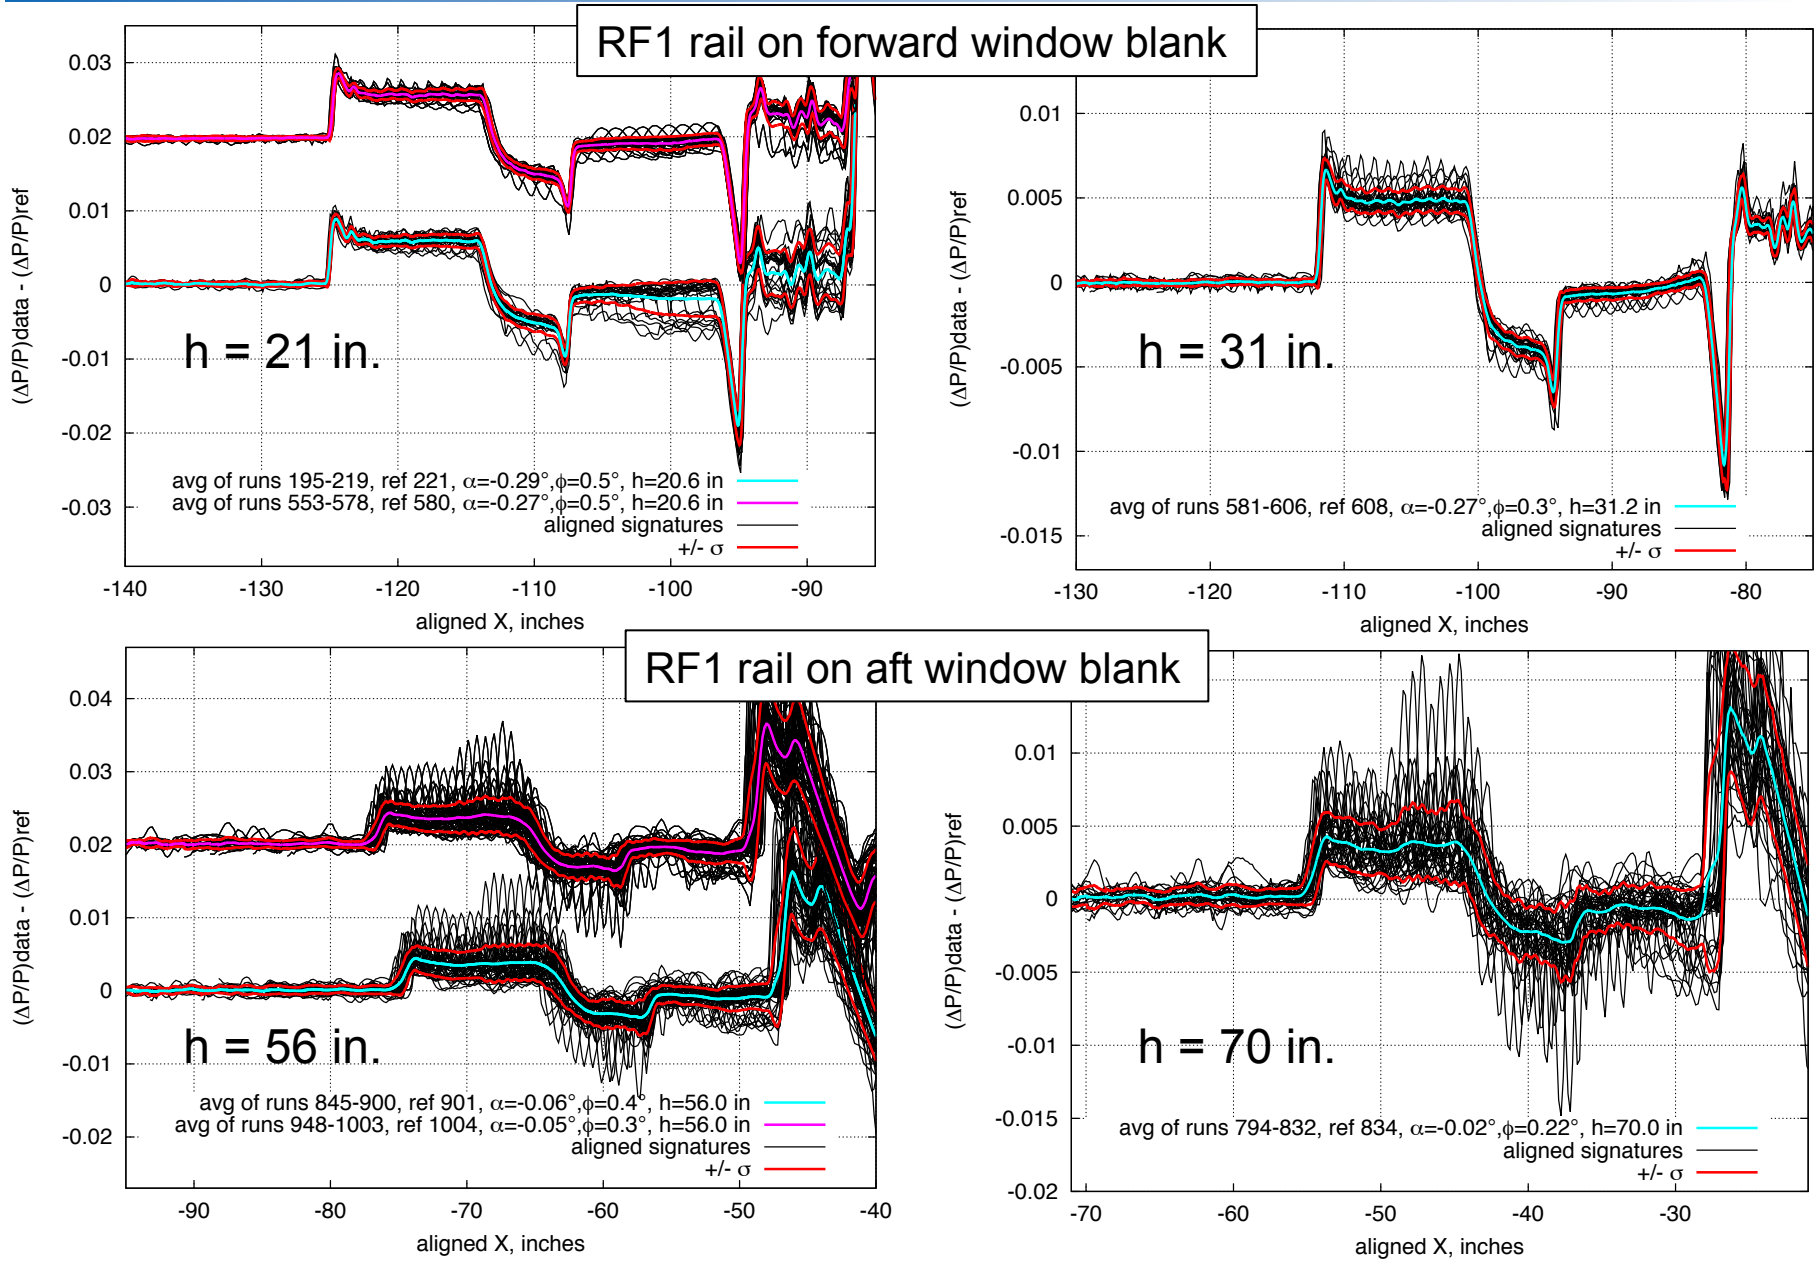 RF1 rail on forward window blank
0.03
0.02
0.01
0
-0.01
-0.02
-0.03
(ΔP/P)data - (ΔP/P)ref
h = 21 in.
avg of runs 195-219, ref 221, α=-0.29°,ϕ=0.5°, h=20.6 in
avg of runs 553-578, ref 580, α=-0.27°,ϕ=0.5°, h=20.6 in
aligned signatures
+/- σ
-140 -130 -120 -110 -100 -90
aligned X, inches
0.01
0.005
0
-0.005
-0.01
-0.015
(ΔP/P)data - (ΔP/P)ref
h = 31 in.
avg of runs 581-606, ref 608, α=-0.27°,ϕ=0.3°, h=31.2 in
aligned signatures
+/- σ
-130 -120 -110 -100 -90 -80
aligned X, inches
RF1 rail on aft window blank
0.04
0.03
0.02
0.01
0
-0.01
-0.02
(ΔP/P)data - (ΔP/P)ref
h = 56 in.
avg of runs 845-900, ref 901, α=-0.06°,ϕ=0.4°, h=56.0 in
avg of runs 948-1003, ref 1004, α=-0.05°,ϕ=0.3°, h=56.0 in
aligned signatures
+/- σ
-90 -80 -70 -60 -50 -40
aligned X, inches
0.01
0.005
0
-0.005
-0.01
-0.015
-0.02
(ΔP/P)data - (ΔP/P)ref
h = 70 in.
avg of runs 794-832, ref 834, α=-0.02°,ϕ=0.22°, h=70.0 in
aligned signatures
+/- σ
-70 -60 -50 -40 -30
aligned X, inches